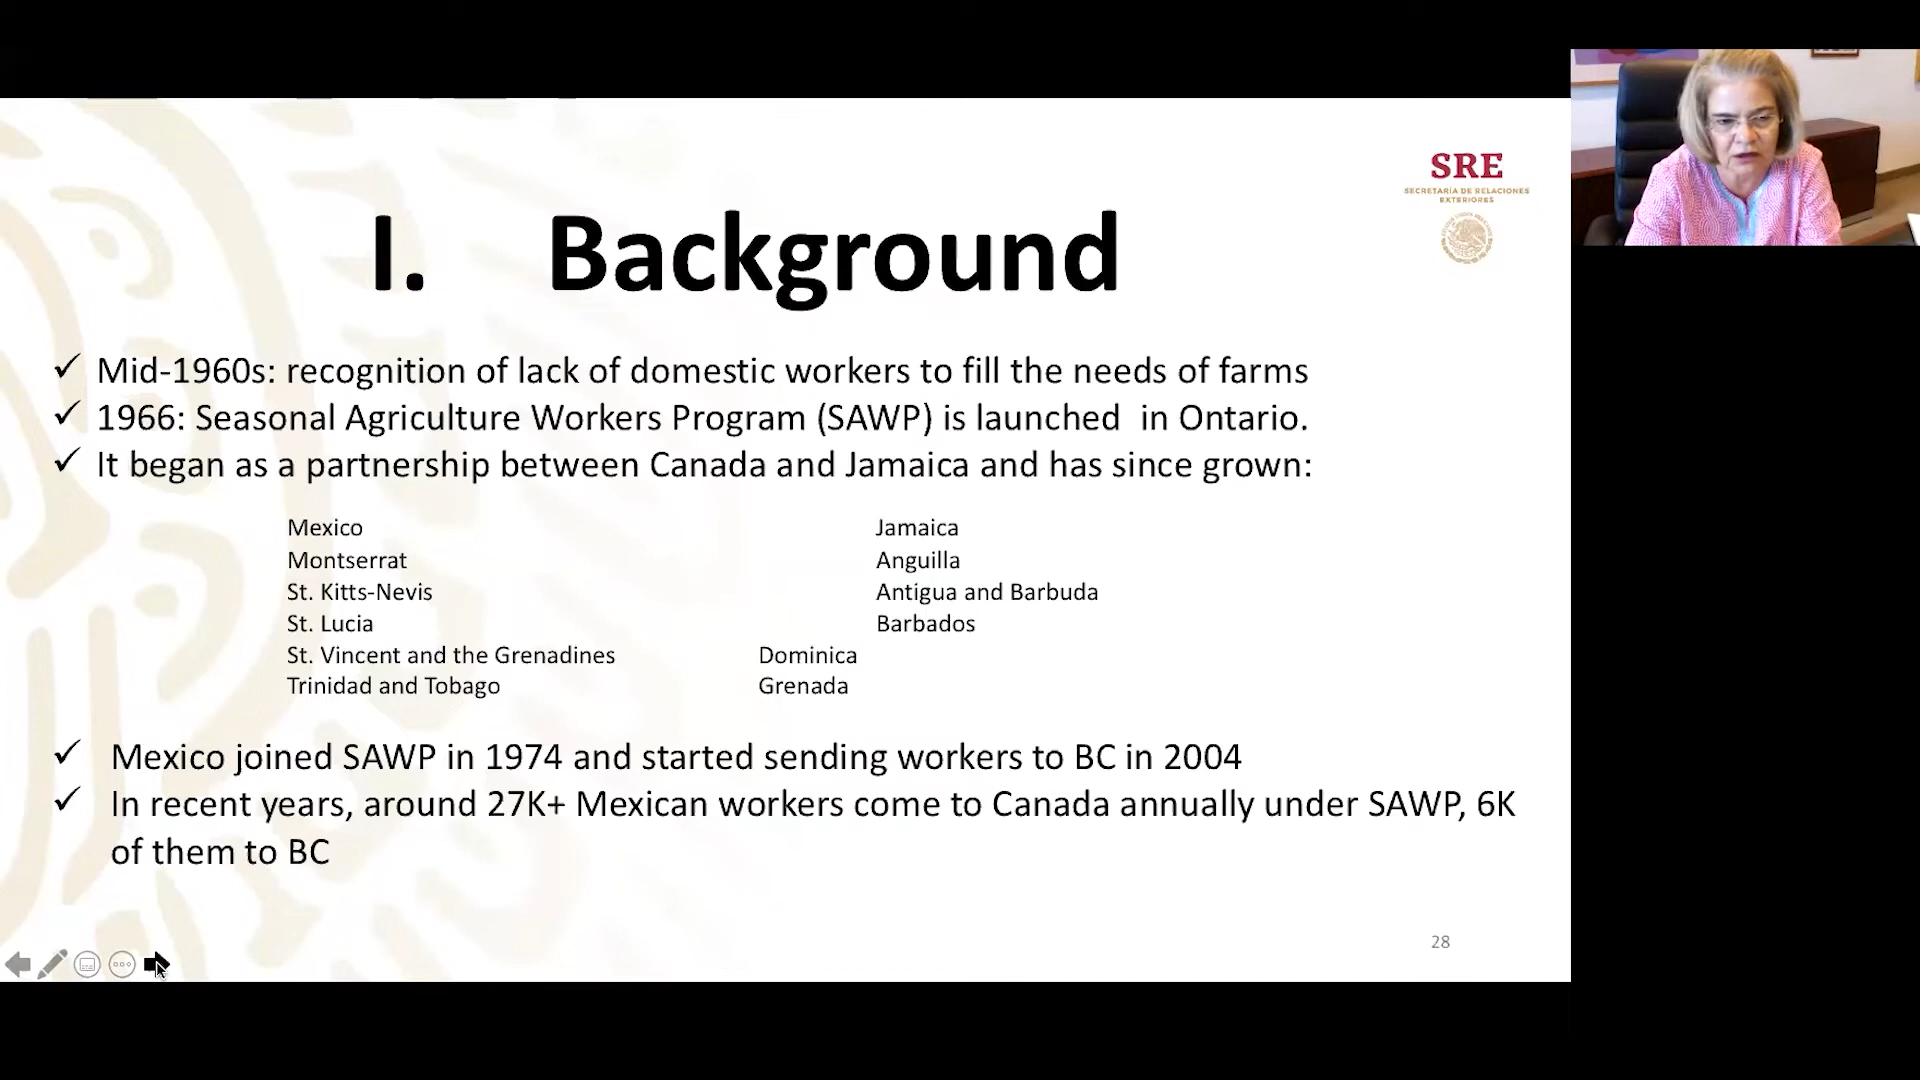 SRE
SECRETARÍA DE RELACIONES
EXTERIORES
I. Background
Mid-1960s: recognition of lack of domestic workers to fill the needs of farms
1966: Seasonal Agriculture Workers Program (SAWP) is launched in Ontario.
It began as a partnership between Canada and Jamaica and has since grown:
Mexico Jamaica
Montserrat Anguilla
St. Kitts-Nevis Antigua and Barbuda
St. Lucia Barbados
St. Vincent and the Grenadines Dominica
Trinidad and Tobago Grenada
Mexico joined SAWP in 1974 and started sending workers to BC in 2004
In recent years, around 27K+ Mexican workers come to Canada annually under SAWP, 6K
of them to BC
28